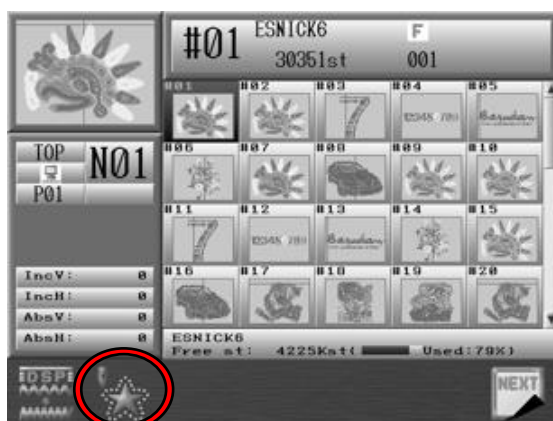 #01 ESNICK6 F
30351st 001
#01 #02 #03 #04 #05
TOP N01
P01
#06 #07 #08 #09 #10
#11 #12 #13 #14 #15
#16 #17 #18 #19 #20
IncV: 0
IncH: 0
AbsV: 0
AbsH: 0
ESNICK6
Free st: 4225Kst( Used:79%)
DSP
NEXT